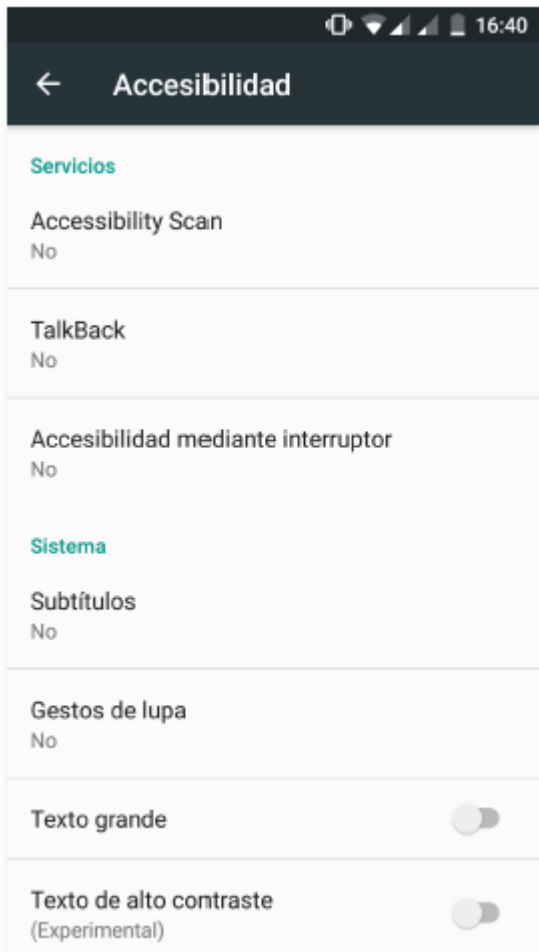 16:40
Accesibilidad
Servicios
Accessibility Scan
No
TalkBack
No
Accesibilidad mediante interruptor
No
Sistema
Subtítulos
No
Gestos de lupa
No
Texto grande
Texto de alto contraste
(Experimental)